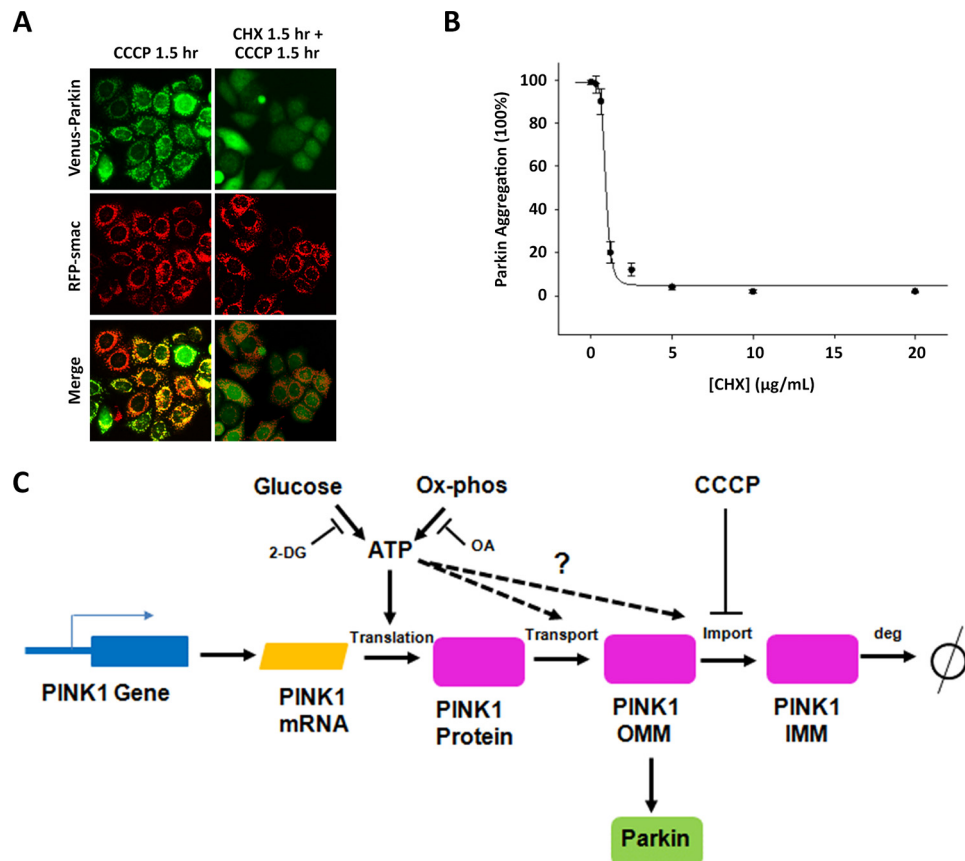 A
CCCP 1.5 hr
CHX 1.5 hr +
CCCP 1.5 hr
Venus-Parkin
RFP-smac
Merge
B
Parkin Aggregation (100%)
100
80
60
40
20
0
0
5
10
15
20
[CHX] (µg/mL)
C
Glucose
Ox-phos
CCCP
2-DG
ATP
OA
?
Translation
Transport
Import
deg
PINK1 Gene
PINK1
mRNA
PINK1
Protein
PINK1
OMM
PINK1
IMM
Parkin